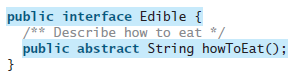 public interface Edible {
/** Describe how to eat */
public abstract String howToEat();
}